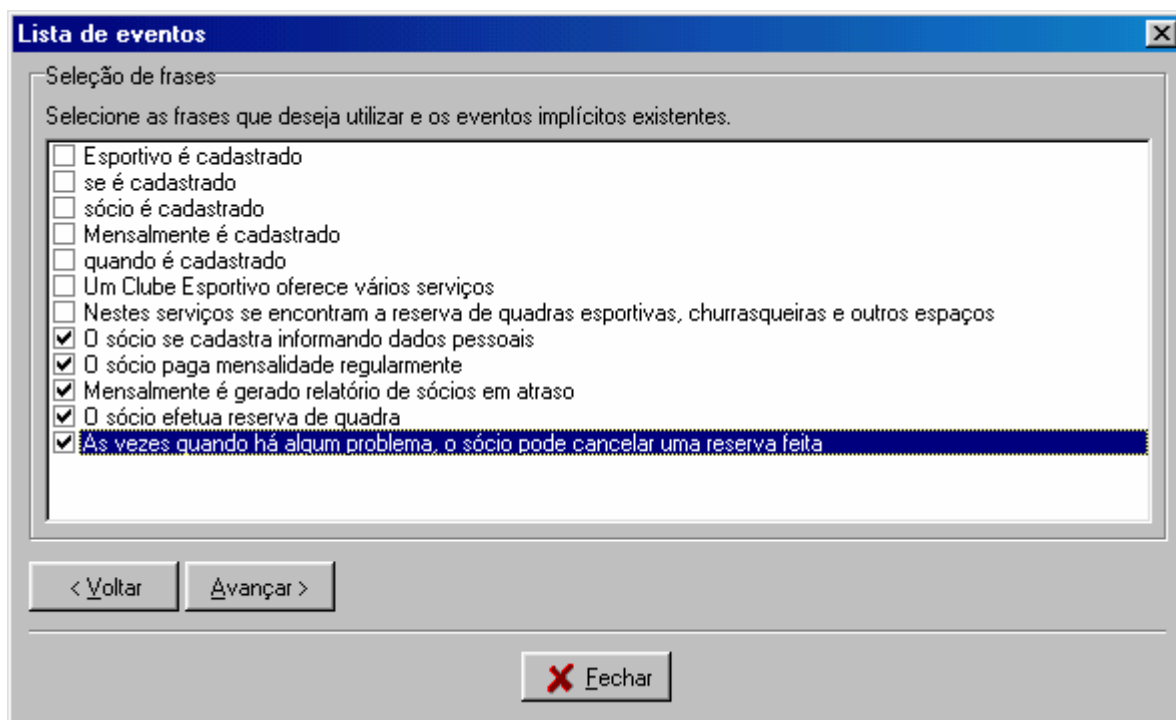 Lista de eventos
Seleção de frases
Selecione as frases que deseja utilizar e os eventos implícitos existentes.
Esportivo é cadastrado
se é cadastrado
sócio é cadastrado
Mensalmente é cadastrado
quando é cadastrado
Um Clube Esportivo oferece vários serviços
Nestes serviços se encontram a reserva de quadras esportivas, churrasqueiras e outros espaços
O sócio se cadastra informando dados pessoais
O sócio paga mensalidade regularmente
Mensalmente é gerado relatório de sócios em atraso
O sócio efetua reserva de quadra
As vezes quando há algum problema, o sócio pode cancelar uma reserva feita
< Voltar Avançar >
Fechar